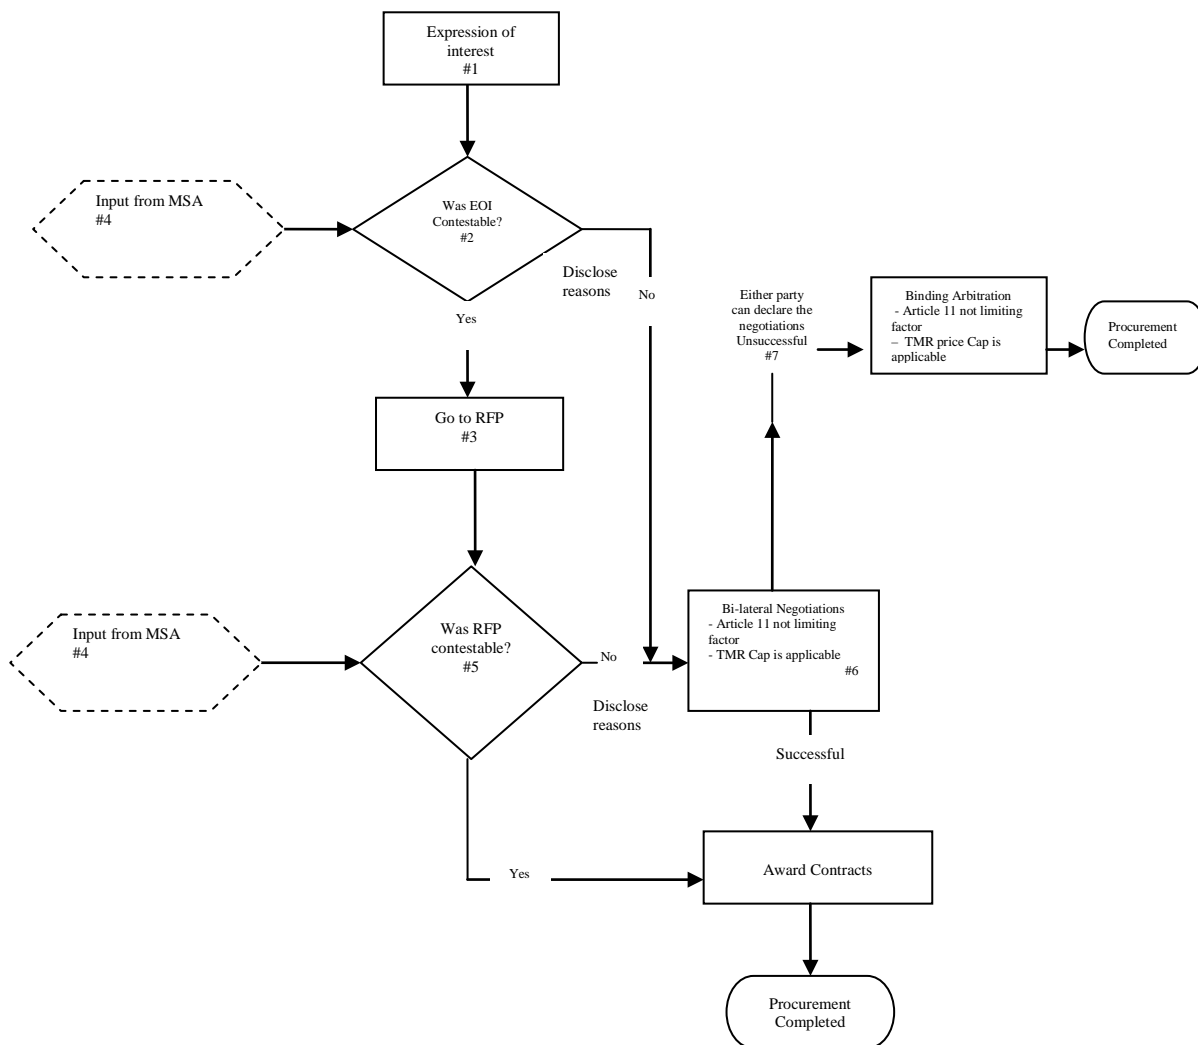 Expression of
interest
#1
Input from MSA
#4
Was EOI
Contestable?
#2
Disclose
reasons
No
Yes
Either party
can declare the
negotiations
Unsuccessful
#7
Binding Arbitration
- Article 11 not limiting
factor
– TMR price Cap is
applicable
Procurement
Completed
Go to RFP
#3
Input from MSA
#4
Was RFP
contestable?
#5
No
Disclose
reasons
Bi-lateral Negotiations
- Article 11 not limiting
factor
- TMR Cap is applicable
#6
Successful
Yes
Award Contracts
Procurement
Completed